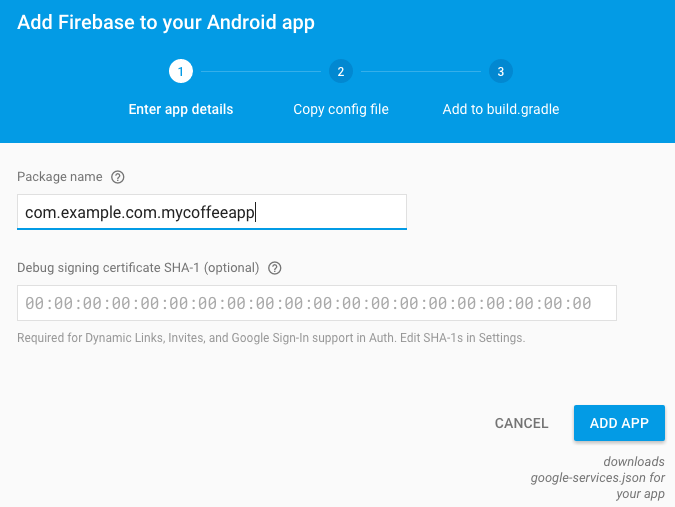 Add Firebase to your Android app
1 2 3
Enter app details Copy config file Add to build.gradle
Package name ?
com.example.com.mycoffeeapp
Debug signing certificate SHA-1 (optional) ?
00:00:00:00:00:00:00:00:00:00:00:00:00:00:00:00:00:00:00:00
Required for Dynamic Links, Invites, and Google Sign-In support in Auth. Edit SHA-1s in Settings.
CANCEL ADD APP
downloads
google-services.json for
your app